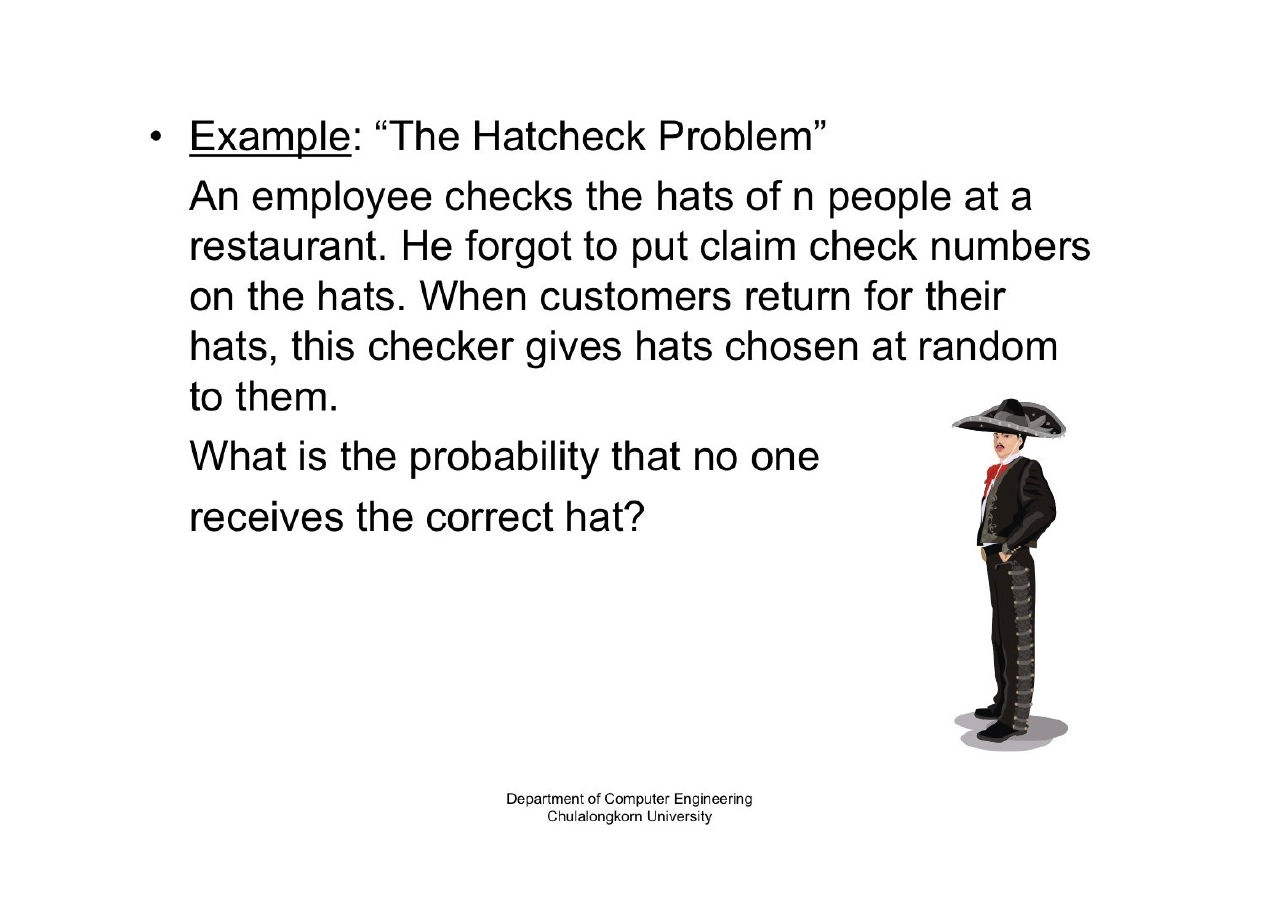 • Example: “The Hatcheck Problem”
An employee checks the hats of n people at a
restaurant. He forgot to put claim check numbers
on the hats. When customers return for their
hats, this checker gives hats chosen at random
to them.
What is the probability that no one
receives the correct hat?
Department of Computer Engineering
Chulalongkorn University